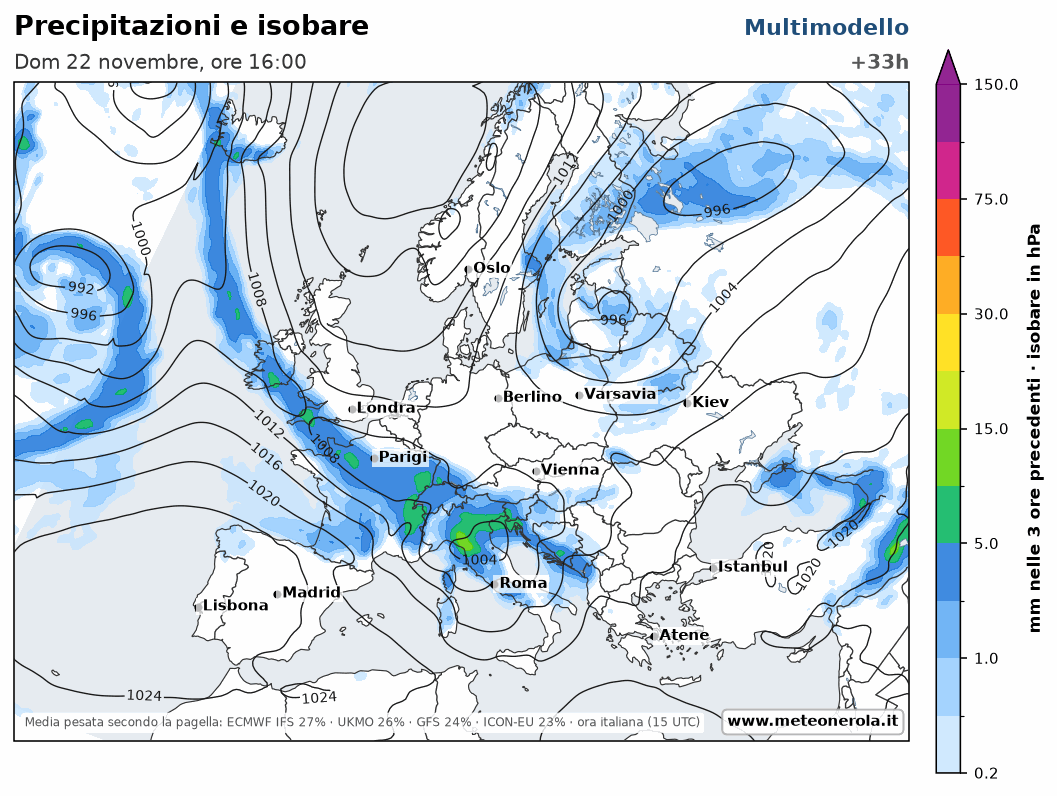 Precipitazioni e isobare
Multimodello
Dom 22 novembre, ore 16:00
+33h
150.0
75.0
30.0
15.0
5.0
1.0
0.2
mm nelle 3 ore precedenti · isobare in hPa
1000
1000
996
992
996
1008
1004
996
Oslo
Londra
Berlino
Varsavia
Kiev
1012
1008
1016
1020
Parigi
Vienna
1020
1020
1020
1004
Roma
Istanbul
Madrid
Lisbona
Atene
1024
1024
Media pesata secondo la pagella: ECMWF IFS 27% · UKMO 26% · GFS 24% · ICON-EU 23% · ora italiana (15 UTC)
www.meteonerola.it